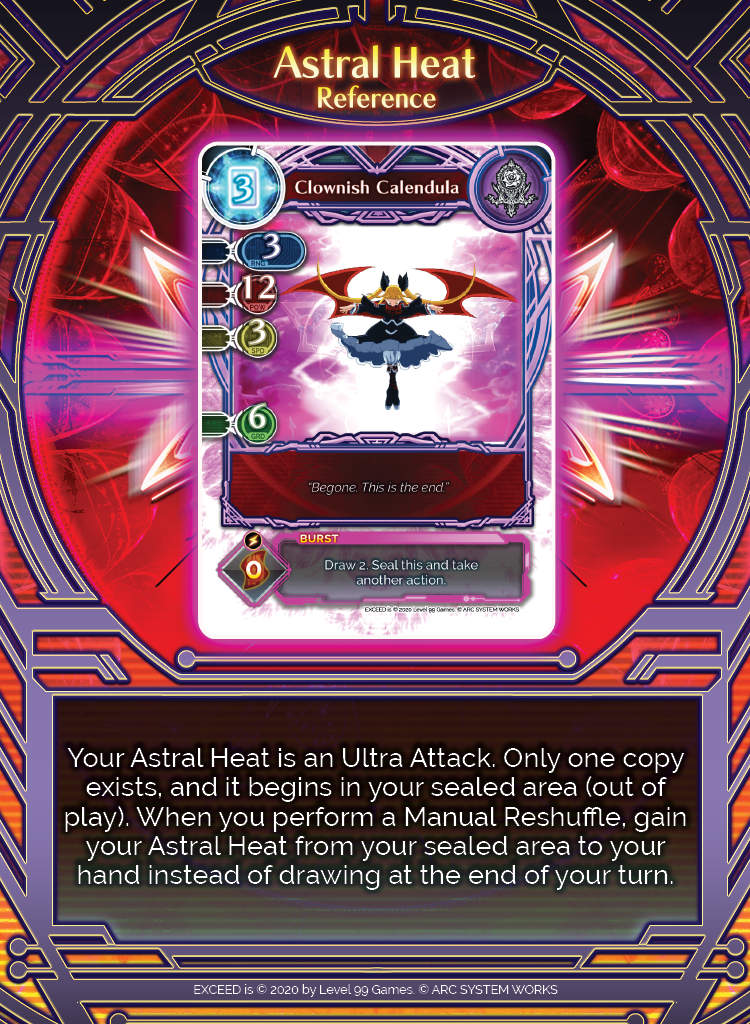 Astral Heat
Reference
3
Clownish Calendula
3
RNG
12
POW
3
SPD
6
GRD
"Begone. This is the end."
BURST
0
Draw 2. Seal this and take
another action.
EXCEED is © 2020 Level 99 Games. © ARC SYSTEM WORKS
Your Astral Heat is an Ultra Attack. Only one copy
exists, and it begins in your sealed area (out of
play). When you perform a Manual Reshuffle, gain
your Astral Heat from your sealed area to your
hand instead of drawing at the end of your turn.
EXCEED is © 2020 by Level 99 Games. © ARC SYSTEM WORKS